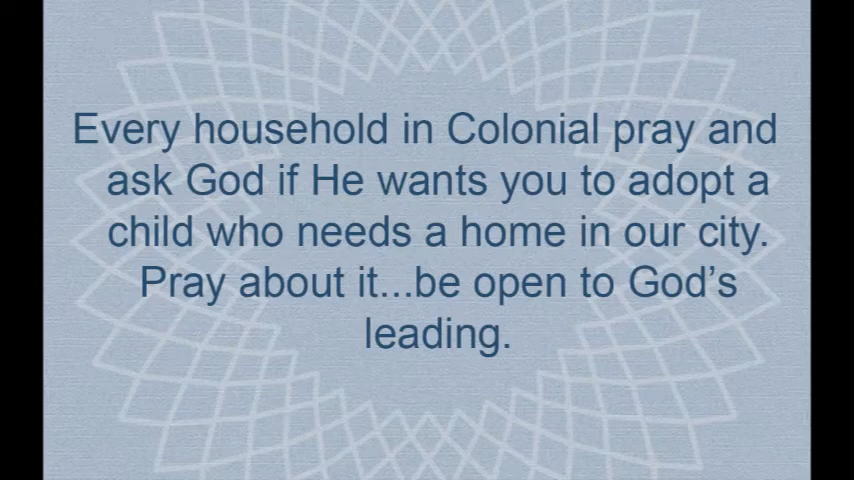 Every household in Colonial pray and
ask God if He wants you to adopt a
child who needs a home in our city.
Pray about it...be open to God’s
leading.